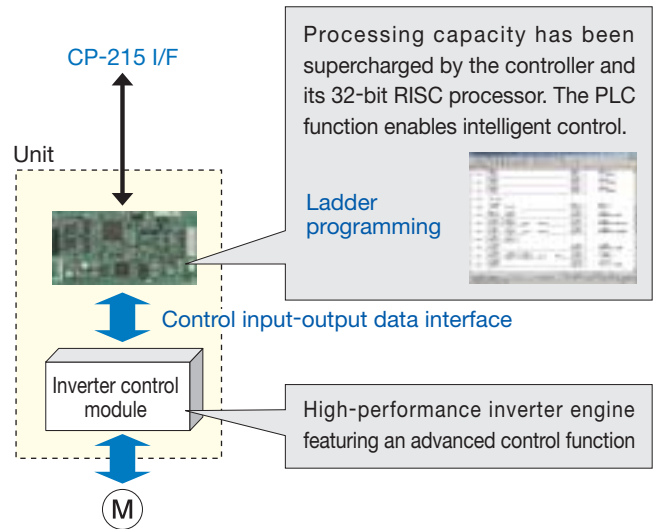 CP-215 I/F
Processing capacity has been
supercharged by the controller and
its 32-bit RISC processor. The PLC
function enables intelligent control.
Unit
Ladder
programming
Control input-output data interface
Inverter control
module
High-performance inverter engine
featuring an advanced control function
M